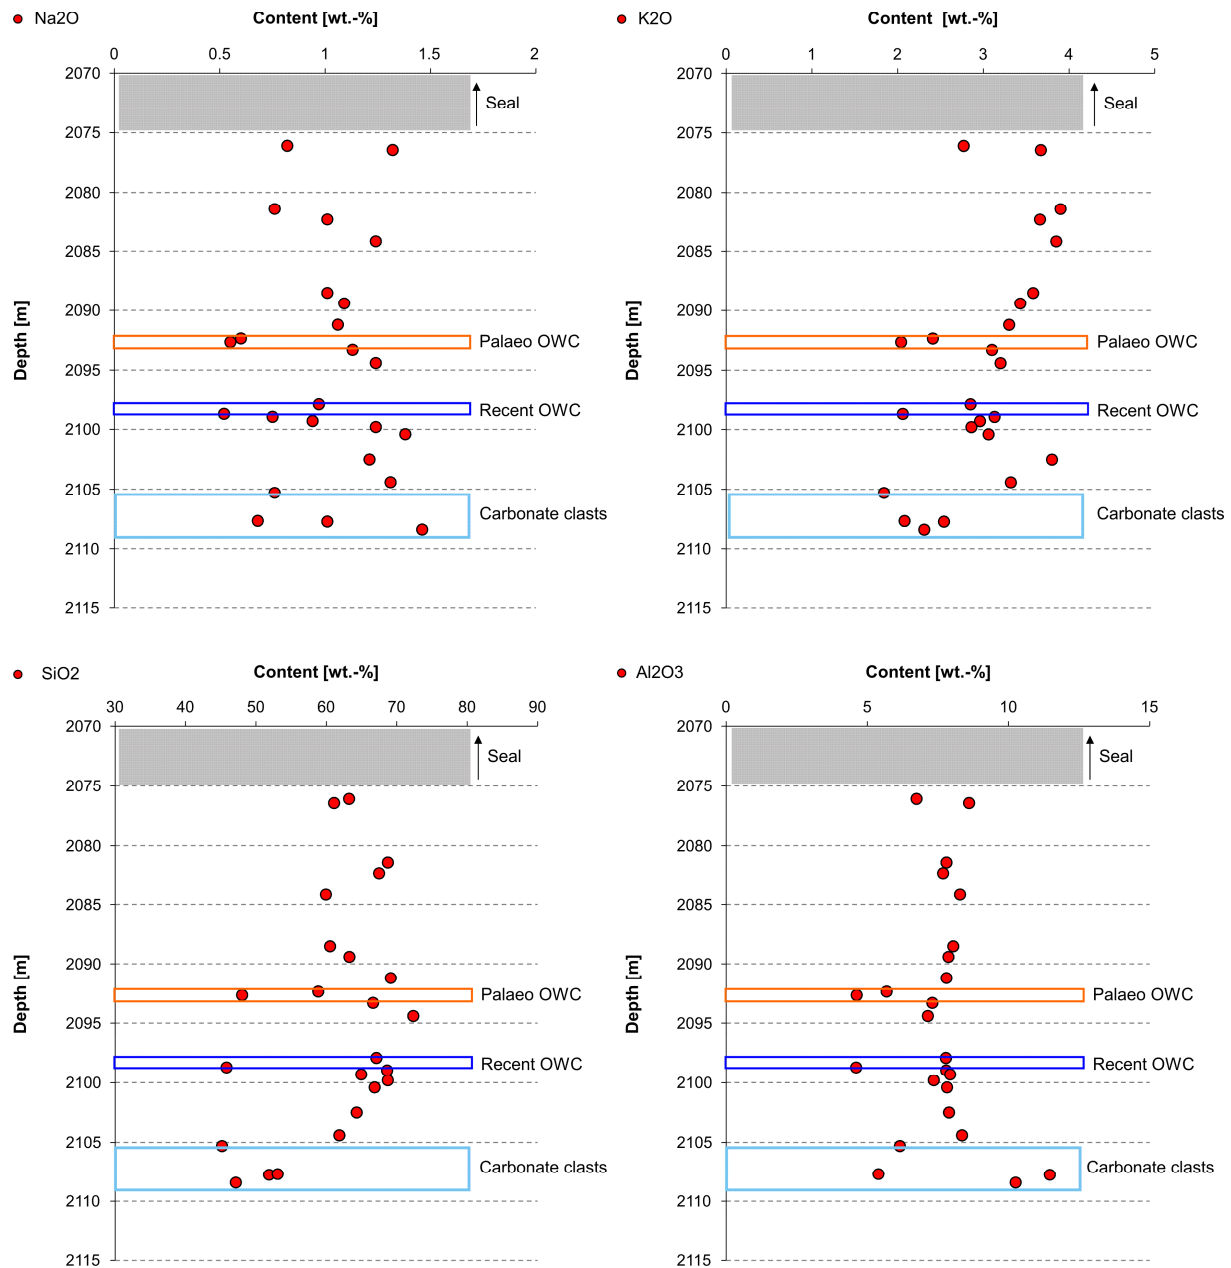 Na2O
Content [wt.-%]
0 0.5 1 1.5 2
2070
Seal
2075
2080
2085
2090
Palaeo OWC
2095
Recent OWC
2100
2105
Carbonate clasts
2110
2115
Depth [m]
K2O
Content [wt.-%]
0 1 2 3 4 5
2070
Seal
2075
2080
2085
2090
Palaeo OWC
2095
Recent OWC
2100
2105
Carbonate clasts
2110
2115
Depth [m]
SiO2
Content [wt.-%]
30 40 50 60 70 80 90
2070
Seal
2075
2080
2085
2090
Palaeo OWC
2095
Recent OWC
2100
2105
Carbonate clasts
2110
2115
Depth [m]
Al2O3
Content [wt.-%]
0 5 10 15
2070
Seal
2075
2080
2085
2090
Palaeo OWC
2095
Recent OWC
2100
2105
Carbonate clasts
2110
2115
Depth [m]